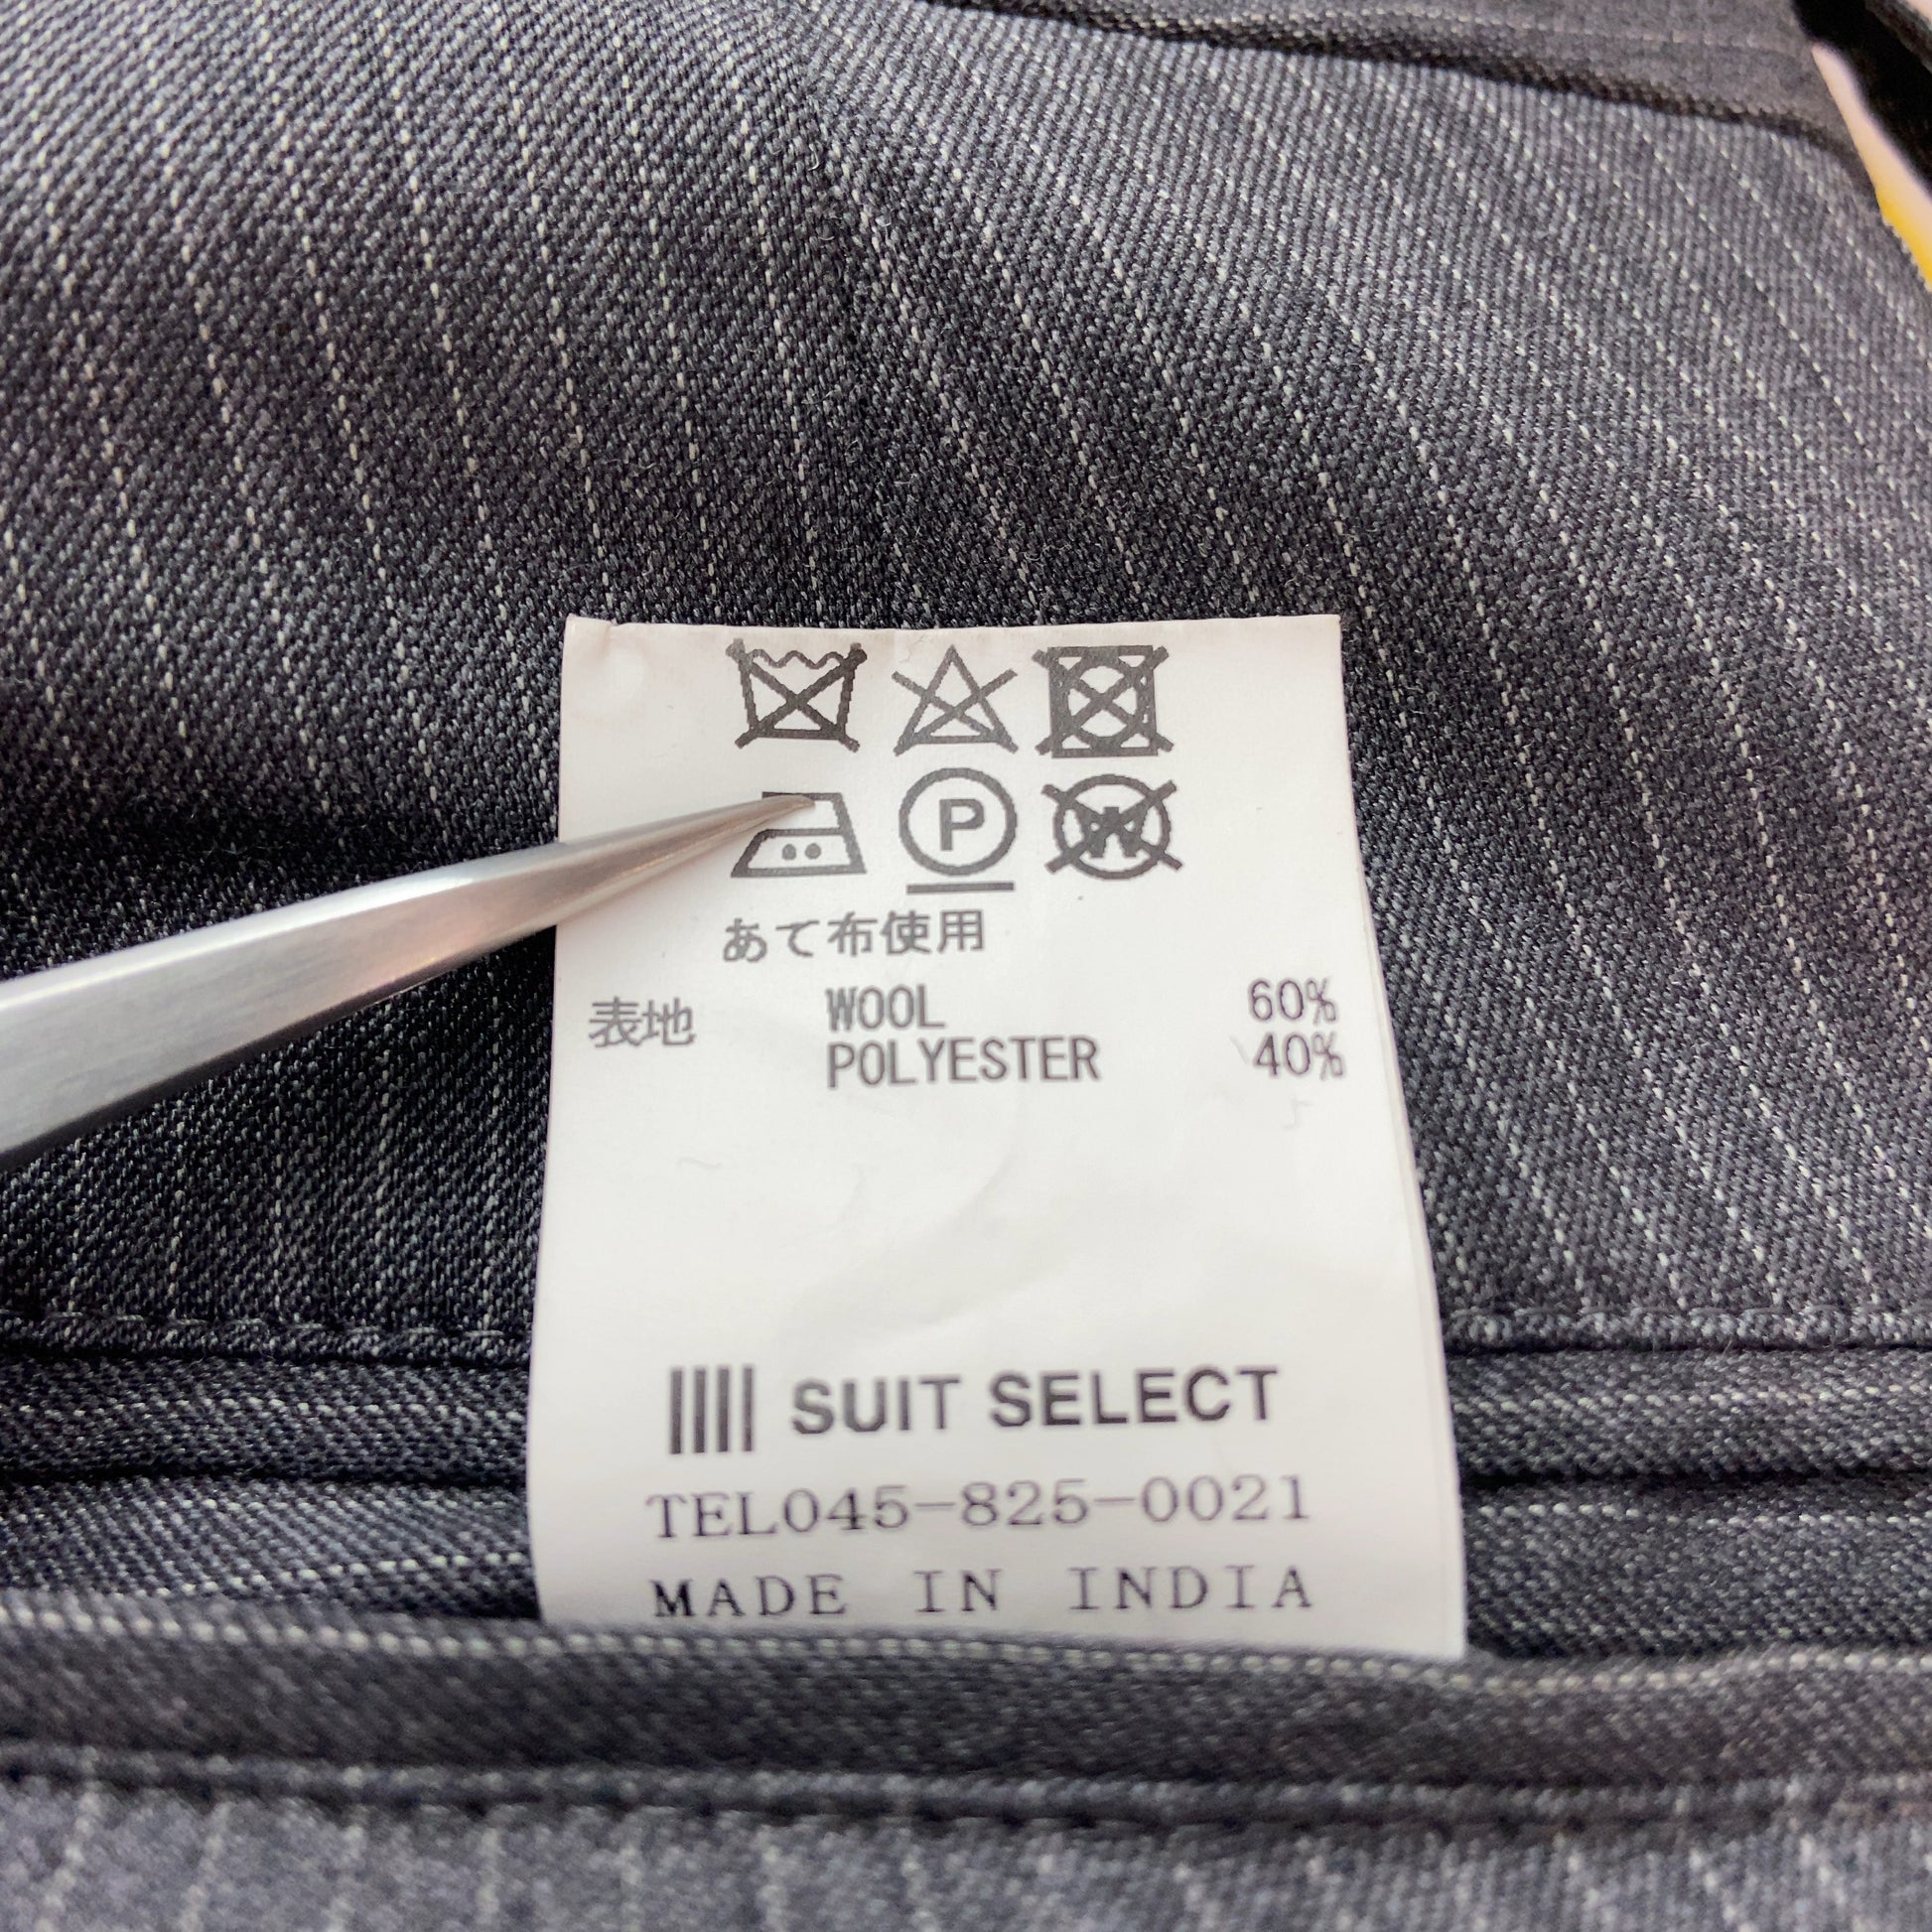 P W
あて布使用
表地 WOOL 60%
POLYESTER 40%
SUIT SELECT
TEL045-825-0021
MADE IN INDIA